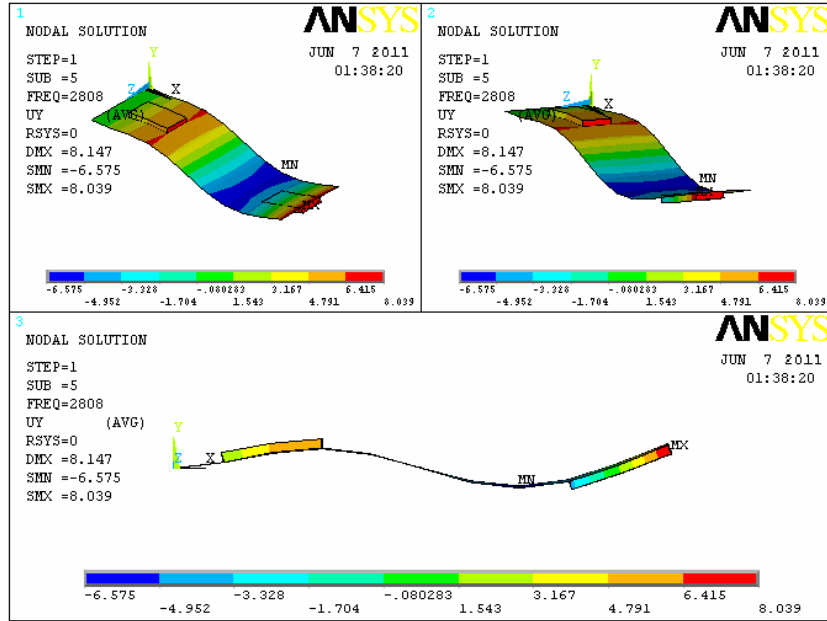 1
ANSYS
NODAL SOLUTION
JUN 7 2011
01:38:20
STEP=1
SUB =5
FREQ=2808
UY (AVG)
RSYS=0
DMX =8.147
SMN =-6.575
SMX =8.039
Y
Z X
MN
MX
-6.575 -3.328 -.080283 3.167 6.415
-4.952 -1.704 1.543 4.791 8.039
2
ANSYS
NODAL SOLUTION
JUN 7 2011
01:38:20
STEP=1
SUB =5
FREQ=2808
UY (AVG)
RSYS=0
DMX =8.147
SMN =-6.575
SMX =8.039
Y
Z X
MN
-6.575 -3.328 -.080283 3.167 6.415
-4.952 -1.704 1.543 4.791 8.039
3
ANSYS
NODAL SOLUTION
JUN 7 2011
01:38:20
STEP=1
SUB =5
FREQ=2808
UY (AVG)
RSYS=0
DMX =8.147
SMN =-6.575
SMX =8.039
Y
Z X
MN
MX
-6.575 -3.328 -.080283 3.167 6.415
-4.952 -1.704 1.543 4.791 8.039